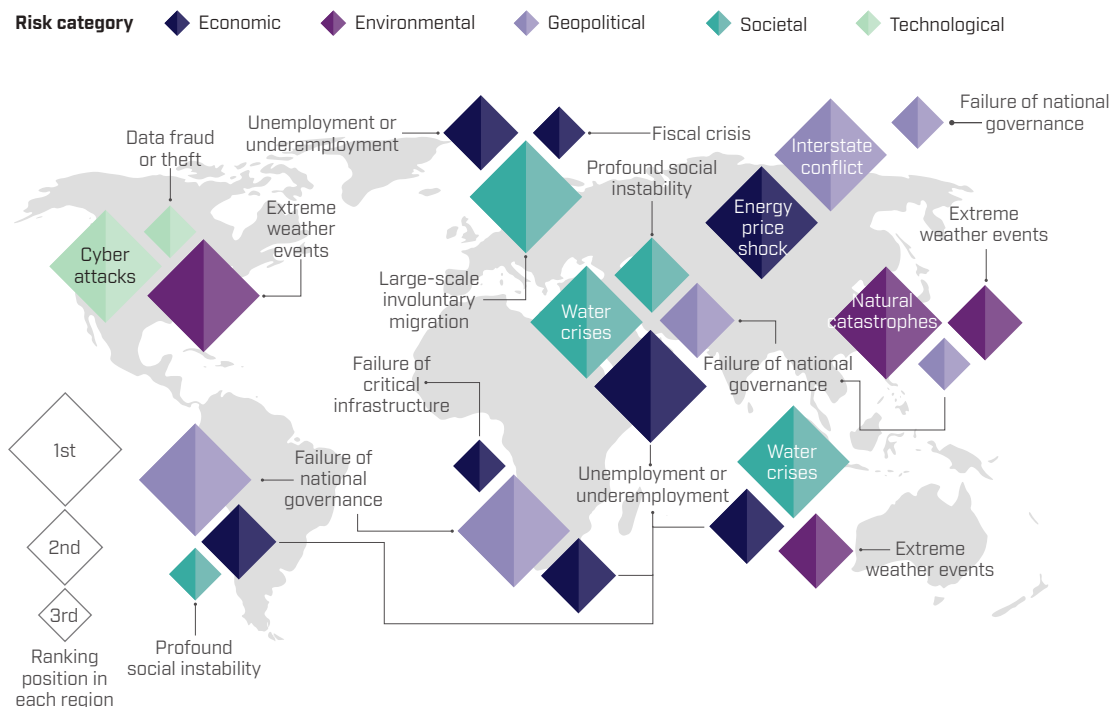 Risk category Economic Environmental Geopolitical Societal Technological
Data fraud
or theft
Cyber
attacks
Extreme
weather
events
Unemployment or
underemployment
Fiscal crisis
Large-scale
involuntary
migration
Profound social
instability
Water
crises
Failure of national
governance
Unemployment or
underemployment
Interstate
conflict
Energy
price
shock
Failure of national
governance
Extreme
weather events
Natural
catastrophes
Failure of
critical
infrastructure
Failure of
national
governance
Profound
social instability
Water
crises
Extreme
weather events
1st
2nd
3rd
Ranking
position in
each region